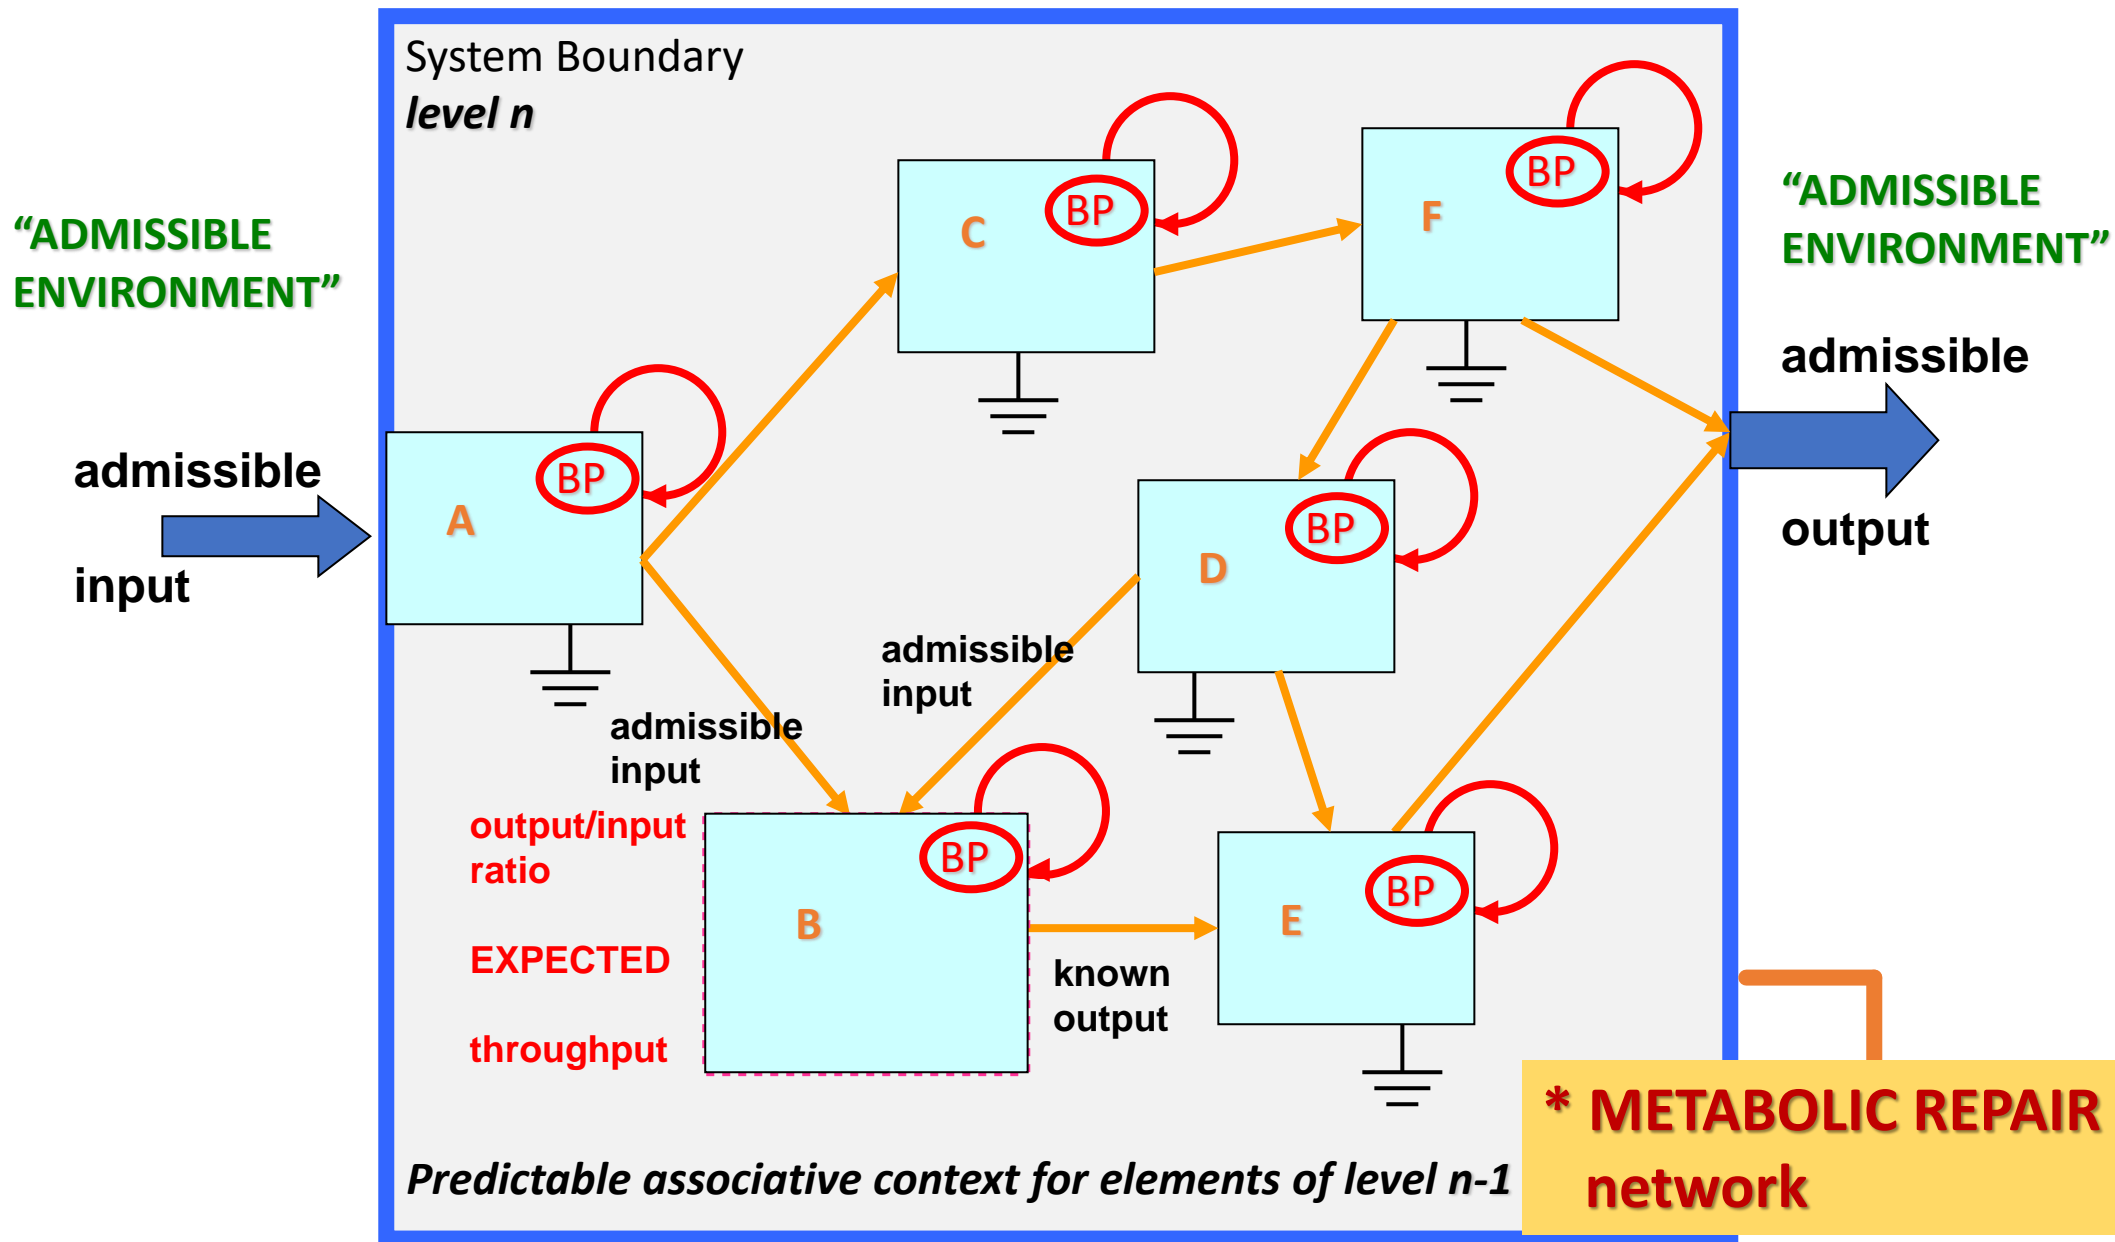 System Boundary
level n
“ADMISSIBLE
ENVIRONMENT”
admissible
input
A
BP
C
BP
F
BP
“ADMISSIBLE
ENVIRONMENT”
admissible
output
D
BP
admissible
input
admissible
input
output/input
ratio
EXPECTED
throughput
B
BP
known
output
E
BP
Predictable associative context for elements of level n-1
* METABOLIC REPAIR
network